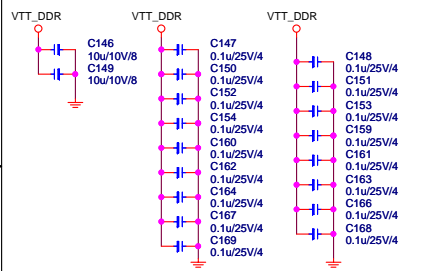 VTT_DDR
C146
10u/10V/8
C149
10u/10V/8
VTT_DDR
C147
0.1u/25V/4
C150
0.1u/25V/4
C152
0.1u/25V/4
C154
0.1u/25V/4
C160
0.1u/25V/4
C162
0.1u/25V/4
C164
0.1u/25V/4
C167
0.1u/25V/4
C169
0.1u/25V/4
VTT_DDR
C148
0.1u/25V/4
C151
0.1u/25V/4
C153
0.1u/25V/4
C159
0.1u/25V/4
C161
0.1u/25V/4
C163
0.1u/25V/4
C166
0.1u/25V/4
C168
0.1u/25V/4